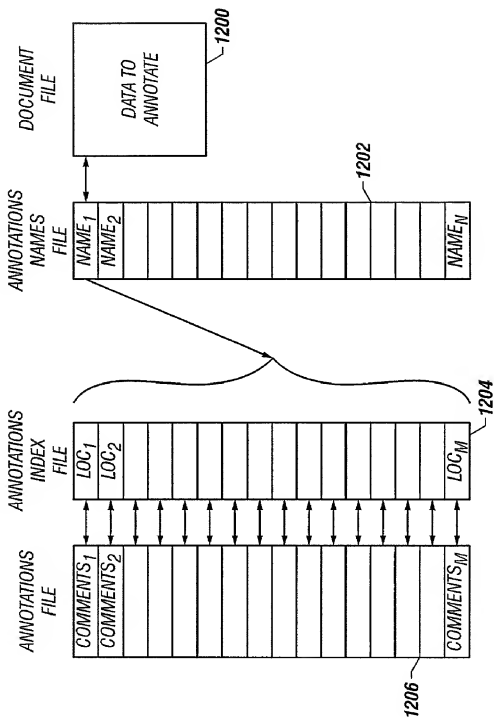 DOCUMENT
FILE
DATA TO
ANNOTATE
1200
ANNOTATIONS
NAMES
FILE
NAME1
NAME2
NAMEN
1202
ANNOTATIONS
INDEX
FILE
LOC1
LOC2
LOCM
1204
ANNOTATIONS
FILE
COMMENTS1
COMMENTS2
COMMENTSM
1206